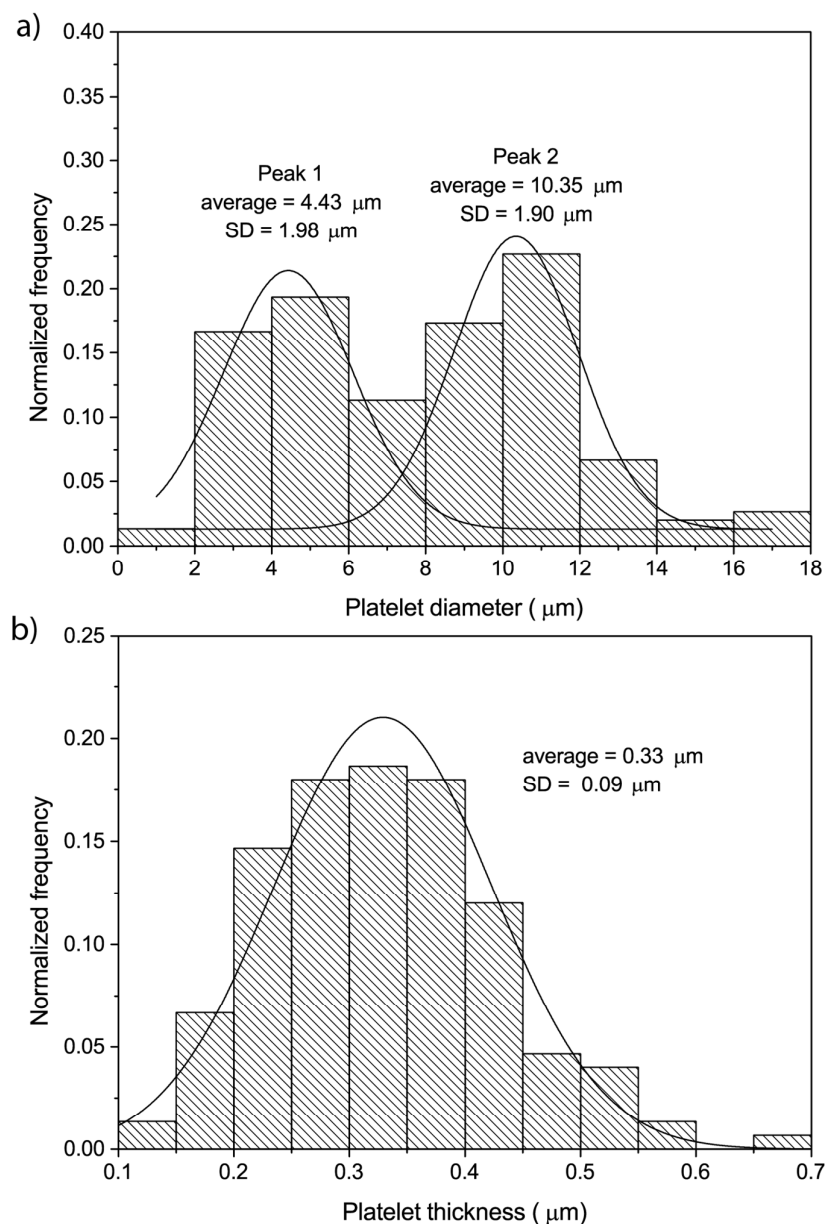 a)
0.40
0.35
0.30
0.25
0.20
0.15
0.10
0.05
0.00
Normalized frequency
Peak 1
average = 4.43 μm
SD = 1.98 μm
Peak 2
average = 10.35 μm
SD = 1.90 μm
0 2 4 6 8 10 12 14 16 18
Platelet diameter ( μm)
b)
0.25
0.20
0.15
0.10
0.05
0.00
Normalized frequency
average = 0.33 μm
SD = 0.09 μm
0.1 0.2 0.3 0.4 0.5 0.6 0.7
Platelet thickness ( μm)